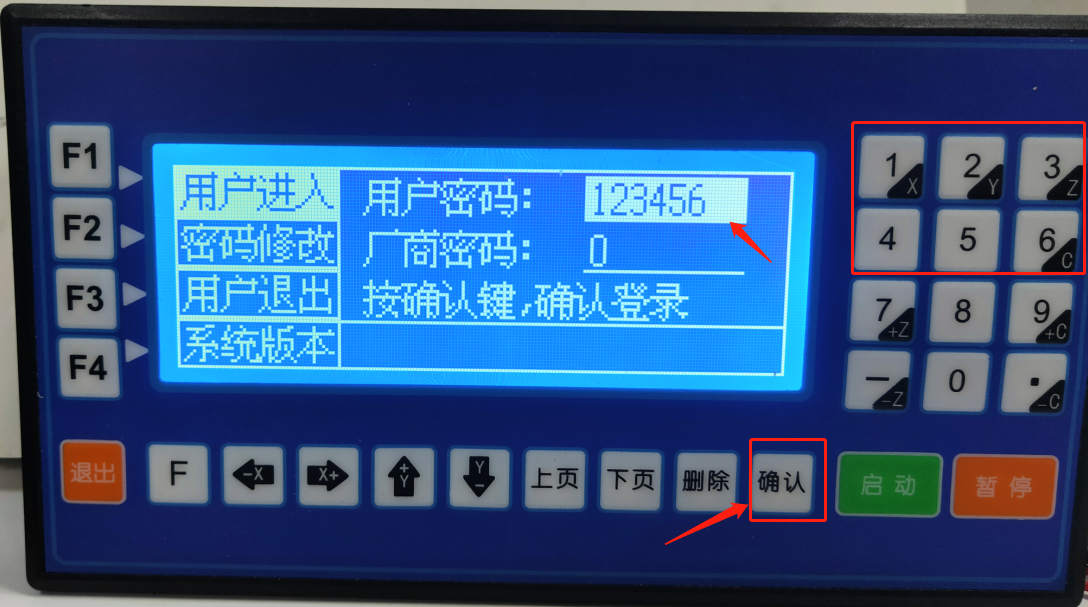 F1
F2
F3
F4
用户进入
密码修改
用户退出
系统版本
用户密码: 123456
厂商密码: 0
按确认键,确认登录
1 X
2 Y
3 Z
4
5
6 C
7 +Z
8
9 +C
— -Z
0
. -C
退出
F
-X
X+
+Y
Y-
上页
下页
删除
确认
启动
暂停